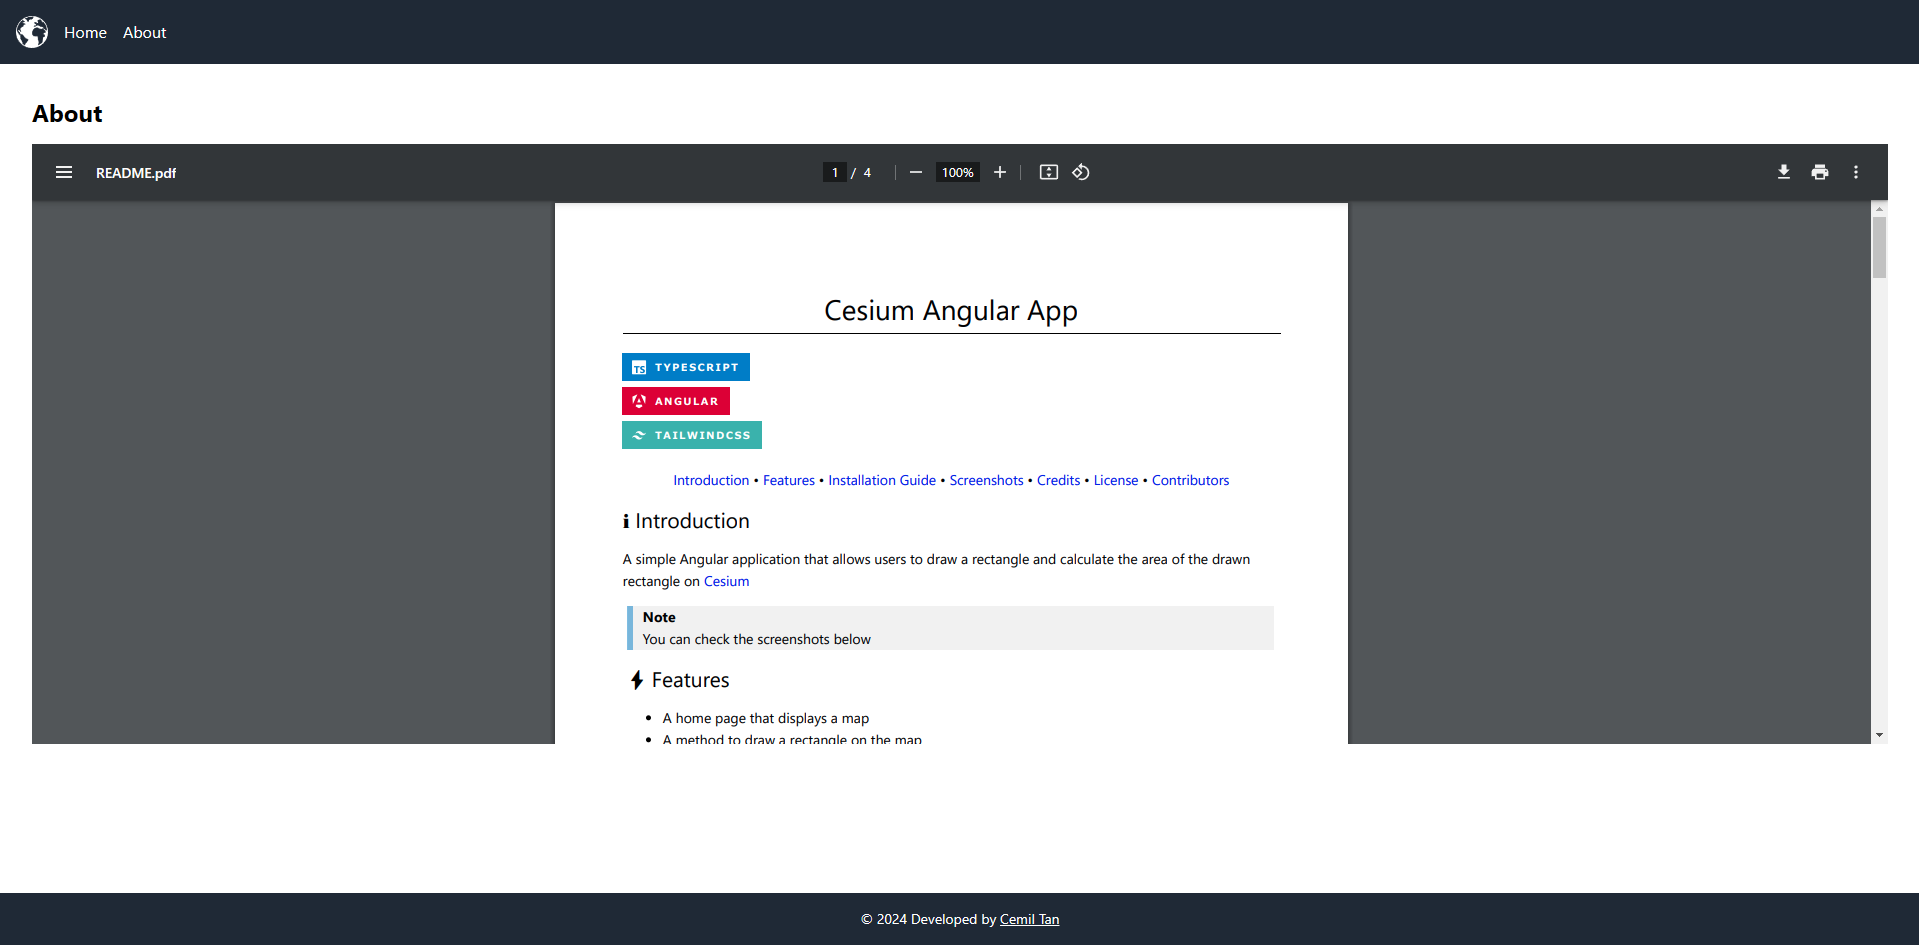 Home About
About
README.pdf 1 / 4 100%
Cesium Angular App
TS TYPESCRIPT
ANGULAR
TAILWINDCSS
Introduction • Features • Installation Guide • Screenshots • Credits • License • Contributors
Introduction
A simple Angular application that allows users to draw a rectangle and calculate the area of the drawn
rectangle on Cesium
Note
You can check the screenshots below
Features
• A home page that displays a map
• A method to draw a rectangle on the map
© 2024 Developed by Cemil Tan